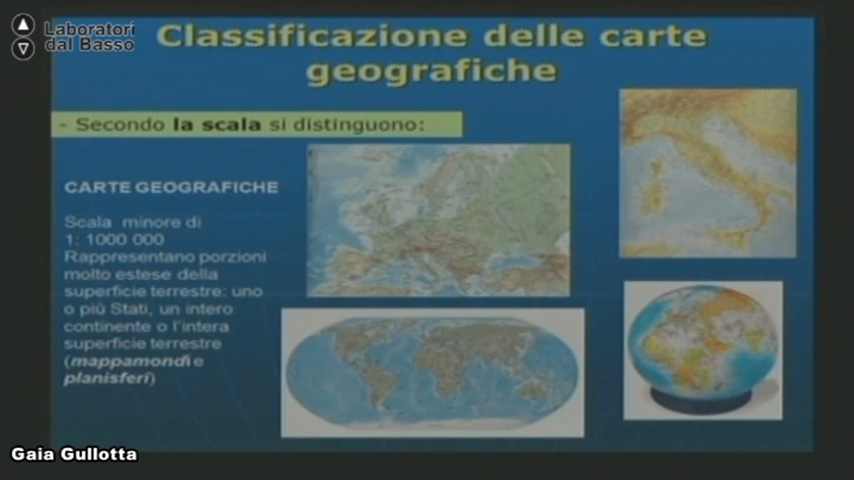 Laboratori
dal Basso
Classificazione delle carte
geografiche
- Secondo la scala si distinguono:
CARTE GEOGRAFICHE
Scala minore di
1: 1000 000
Rappresentano porzioni
molto estese della
superficie terrestre: uno
o più Stati, un intero
continente o l'intera
superficie terrestre
(mappamondi e
planisferi)
Gaia Gullotta